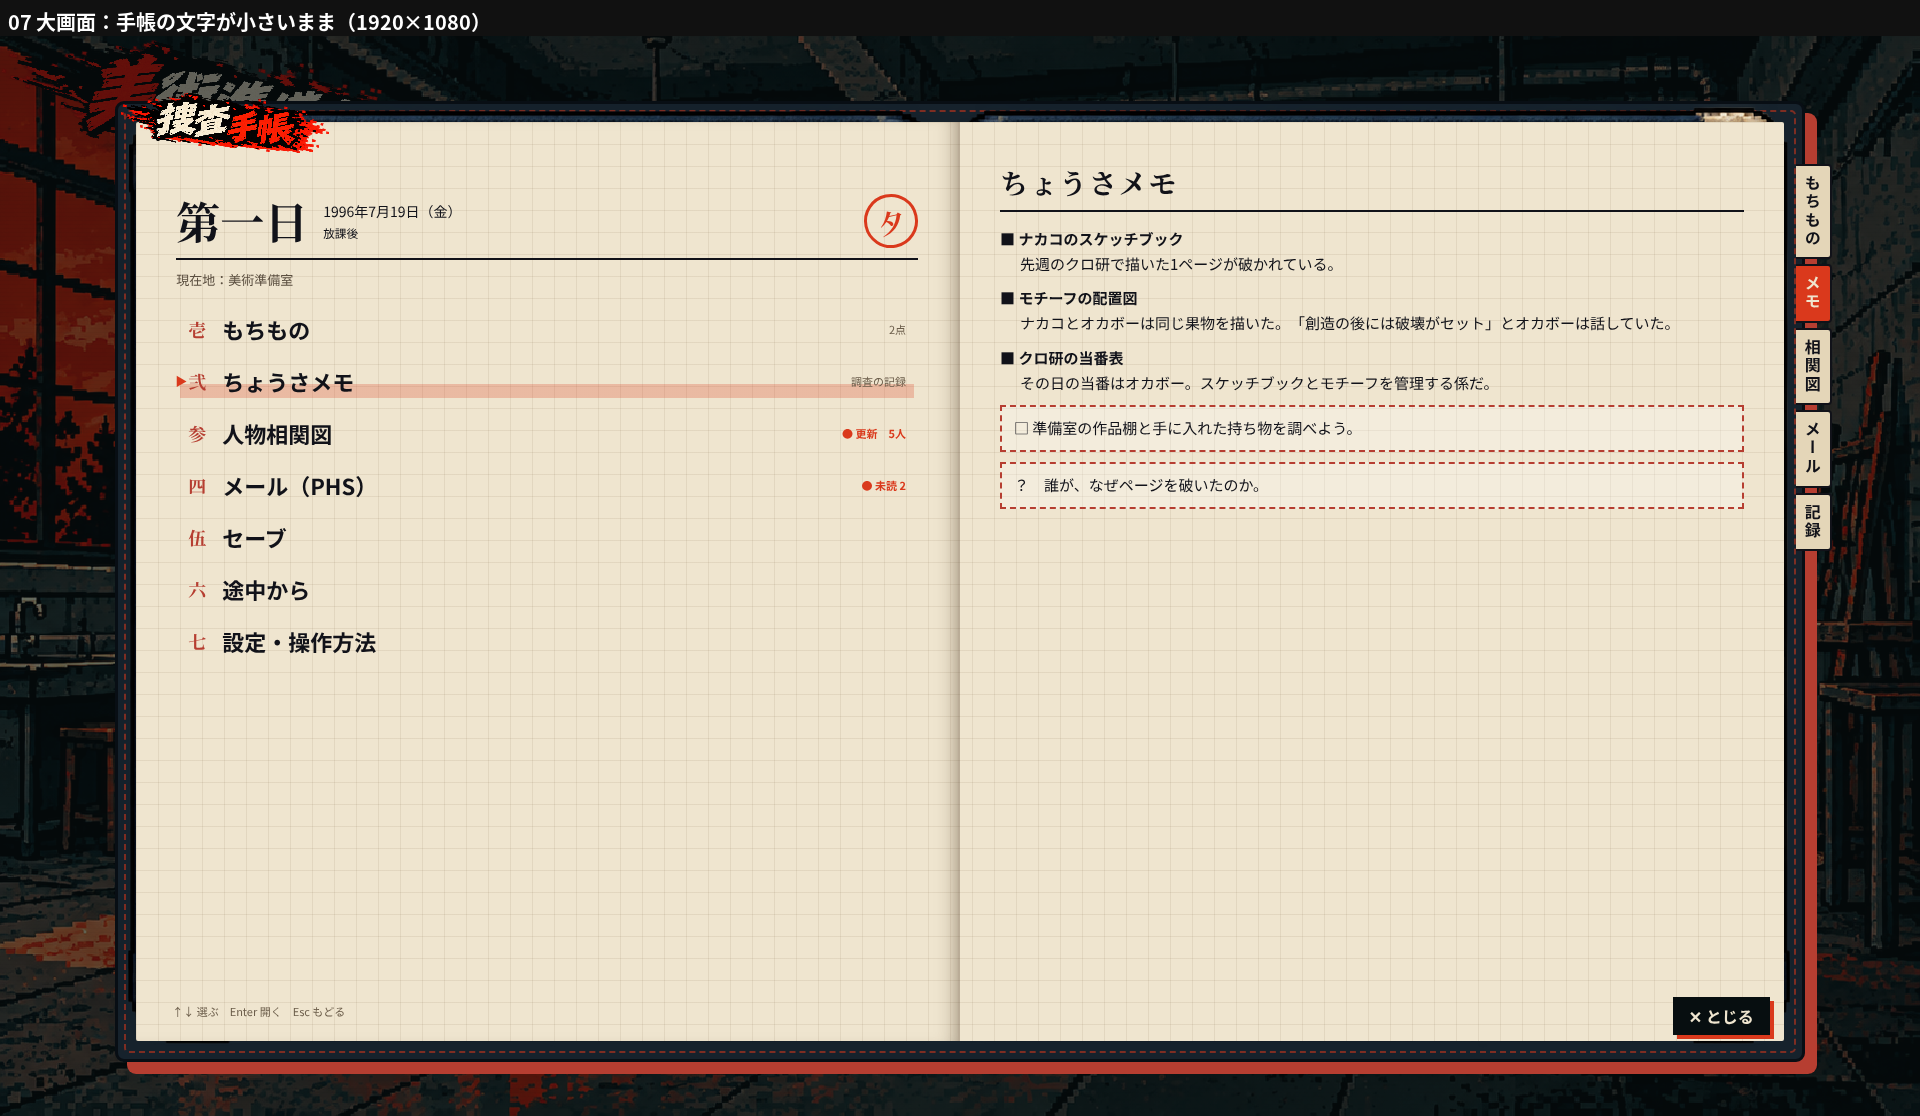 07 大画面：手帳の文字が小さいまま（1920×1080）
美術準備
捜査手帳
第一日
1996年7月19日（金）
放課後
夕
現在地：美術準備室
壱 もちもの 2点
▶弐 ちょうさメモ 調査の記録
参 人物相関図 ●更新 5人
四 メール（PHS） ●未読 2
伍 セーブ
六 途中から
七 設定・操作方法
↑↓ 選ぶ Enter 開く Esc もどる
ちょうさメモ
■ ナカコのスケッチブック
先週のクロ研で描いた1ページが破かれている。
■ モチーフの配置図
ナカコとオカボーは同じ果物を描いた。「創造の後には破壊がセット」とオカボーは話していた。
■ クロ研の当番表
その日の当番はオカボー。スケッチブックとモチーフを管理する係だ。
□ 準備室の作品棚と手に入れた持ち物を調べよう。
？ 誰が、なぜページを破いたのか。
もちもの
メモ
相関図
メール
記録
✕ とじる